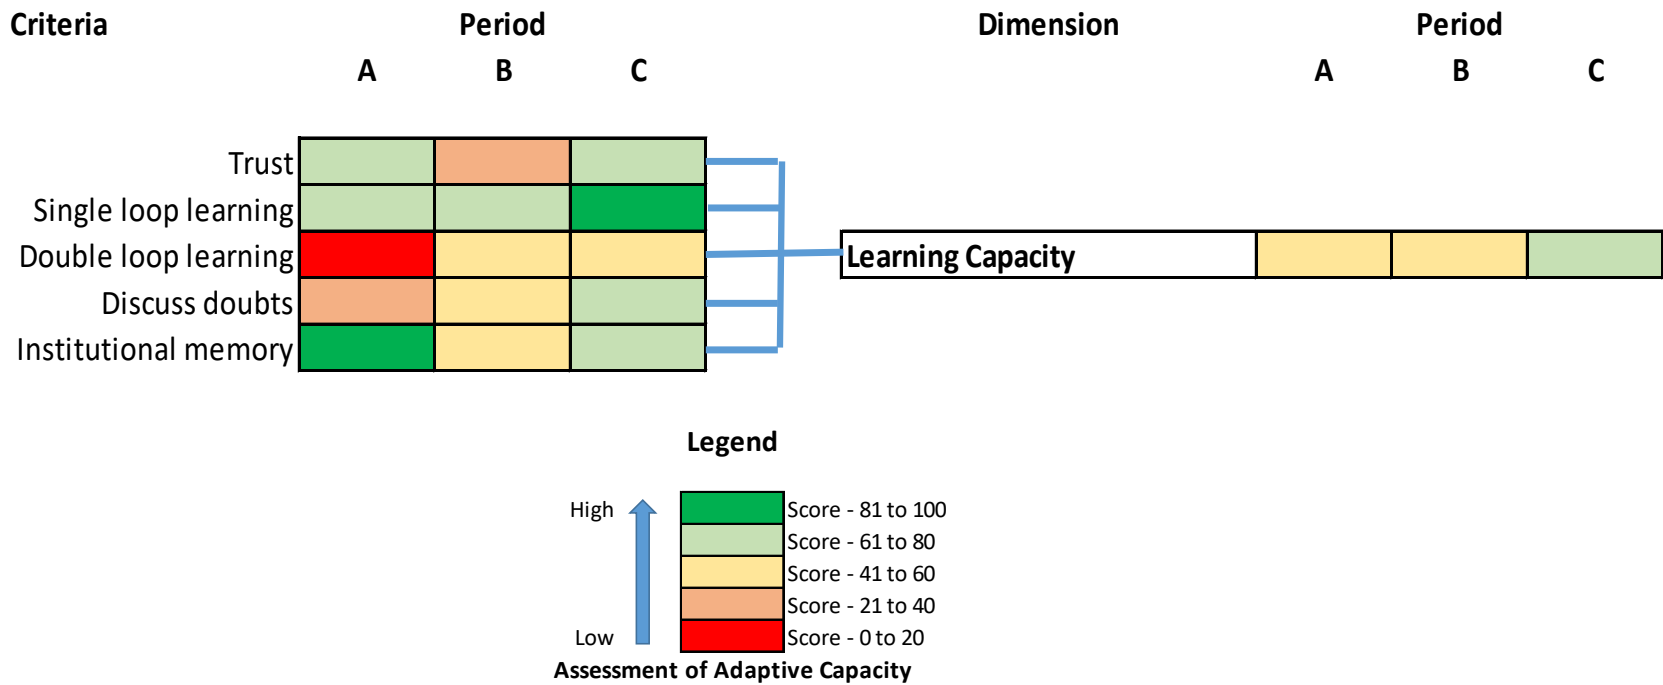 Criteria Period Dimension Period
A B C A B C
Trust
Single loop learning
Double loop learning Learning Capacity
Discuss doubts
Institutional memory
Legend
High Score - 81 to 100
Score - 61 to 80
Score - 41 to 60
Score - 21 to 40
Low Score - 0 to 20
Assessment of Adaptive Capacity